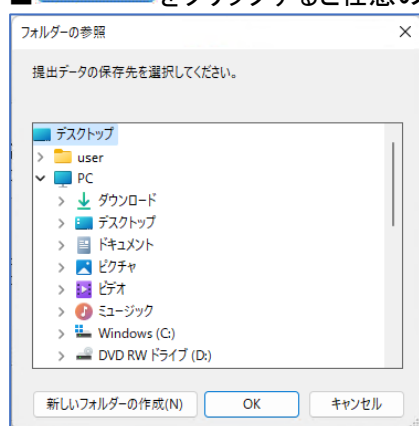 をクリックすると任意の
フォルダーの参照
提出データの保存先を選択してください。
デスクトップ
user
PC
ダウンロード
デスクトップ
ドキュメント
ピクチャ
ビデオ
ミュージック
Windows (C:)
DVD RW ドライブ (D:)
新しいフォルダーの作成(N) OK キャンセル